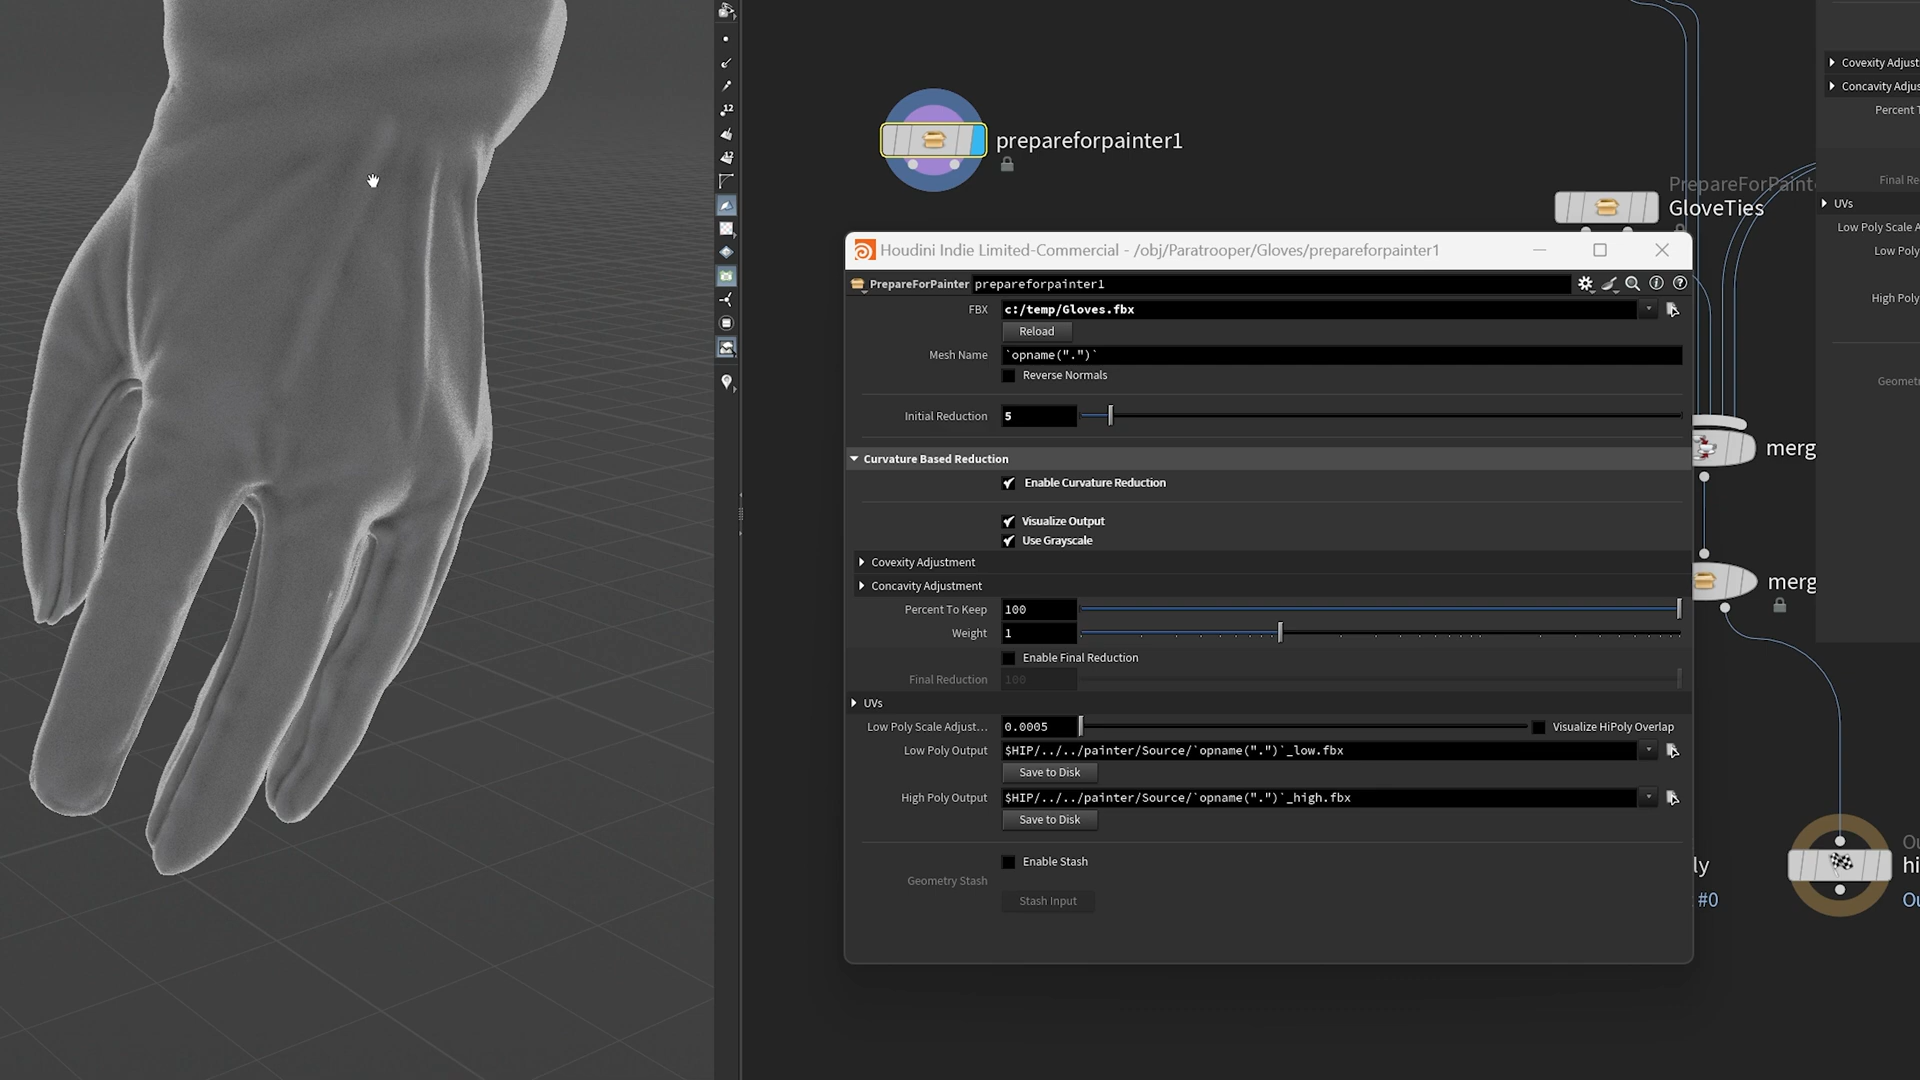 12
12
prepareforpainter1
PrepareForPainte
GloveTies
Covexity Adjust
Concavity Adjus
Percent T
Final Re
UVs
Low Poly Scale A
Low Poly
High Poly
Geomet
Houdini Indie Limited-Commercial - /obj/Paratrooper/Gloves/prepareforpainter1
PrepareForPainter prepareforpainter1
FBX c:/temp/Gloves.fbx
Reload
Mesh Name `opname(".")`
Reverse Normals
Initial Reduction 5
Curvature Based Reduction
Enable Curvature Reduction
Visualize Output
Use Grayscale
Covexity Adjustment
Concavity Adjustment
Percent To Keep 100
Weight 1
Enable Final Reduction
Final Reduction 100
UVs
Low Poly Scale Adjust... 0.0005 Visualize HiPoly Overlap
Low Poly Output $HIP/../../painter/Source/`opname(".")`_low.fbx
Save to Disk
High Poly Output $HIP/../../painter/Source/`opname(".")`_high.fbx
Save to Disk
Enable Stash
Geometry Stash
Stash Input
merg
merg
ly
#0
Ou
hi
Ou